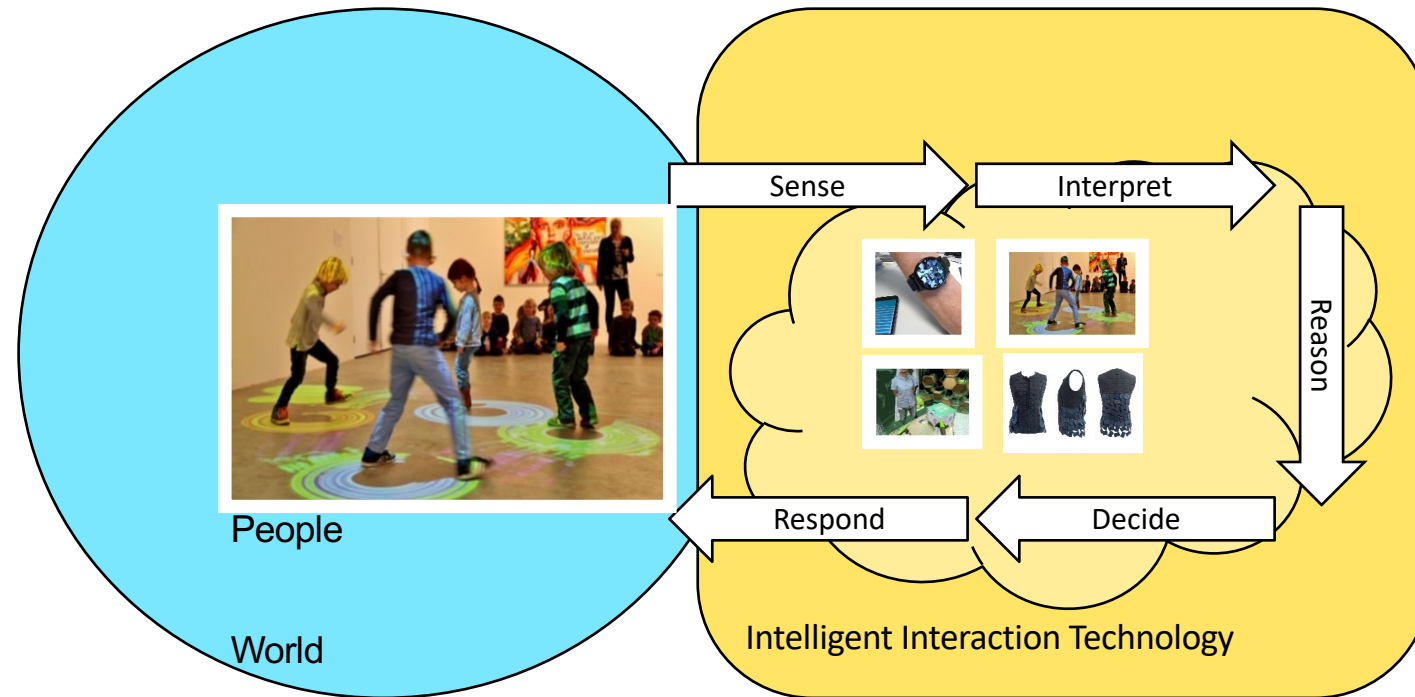 Sense
Interpret
Reason
Decide
Respond
People
World
Intelligent Interaction Technology